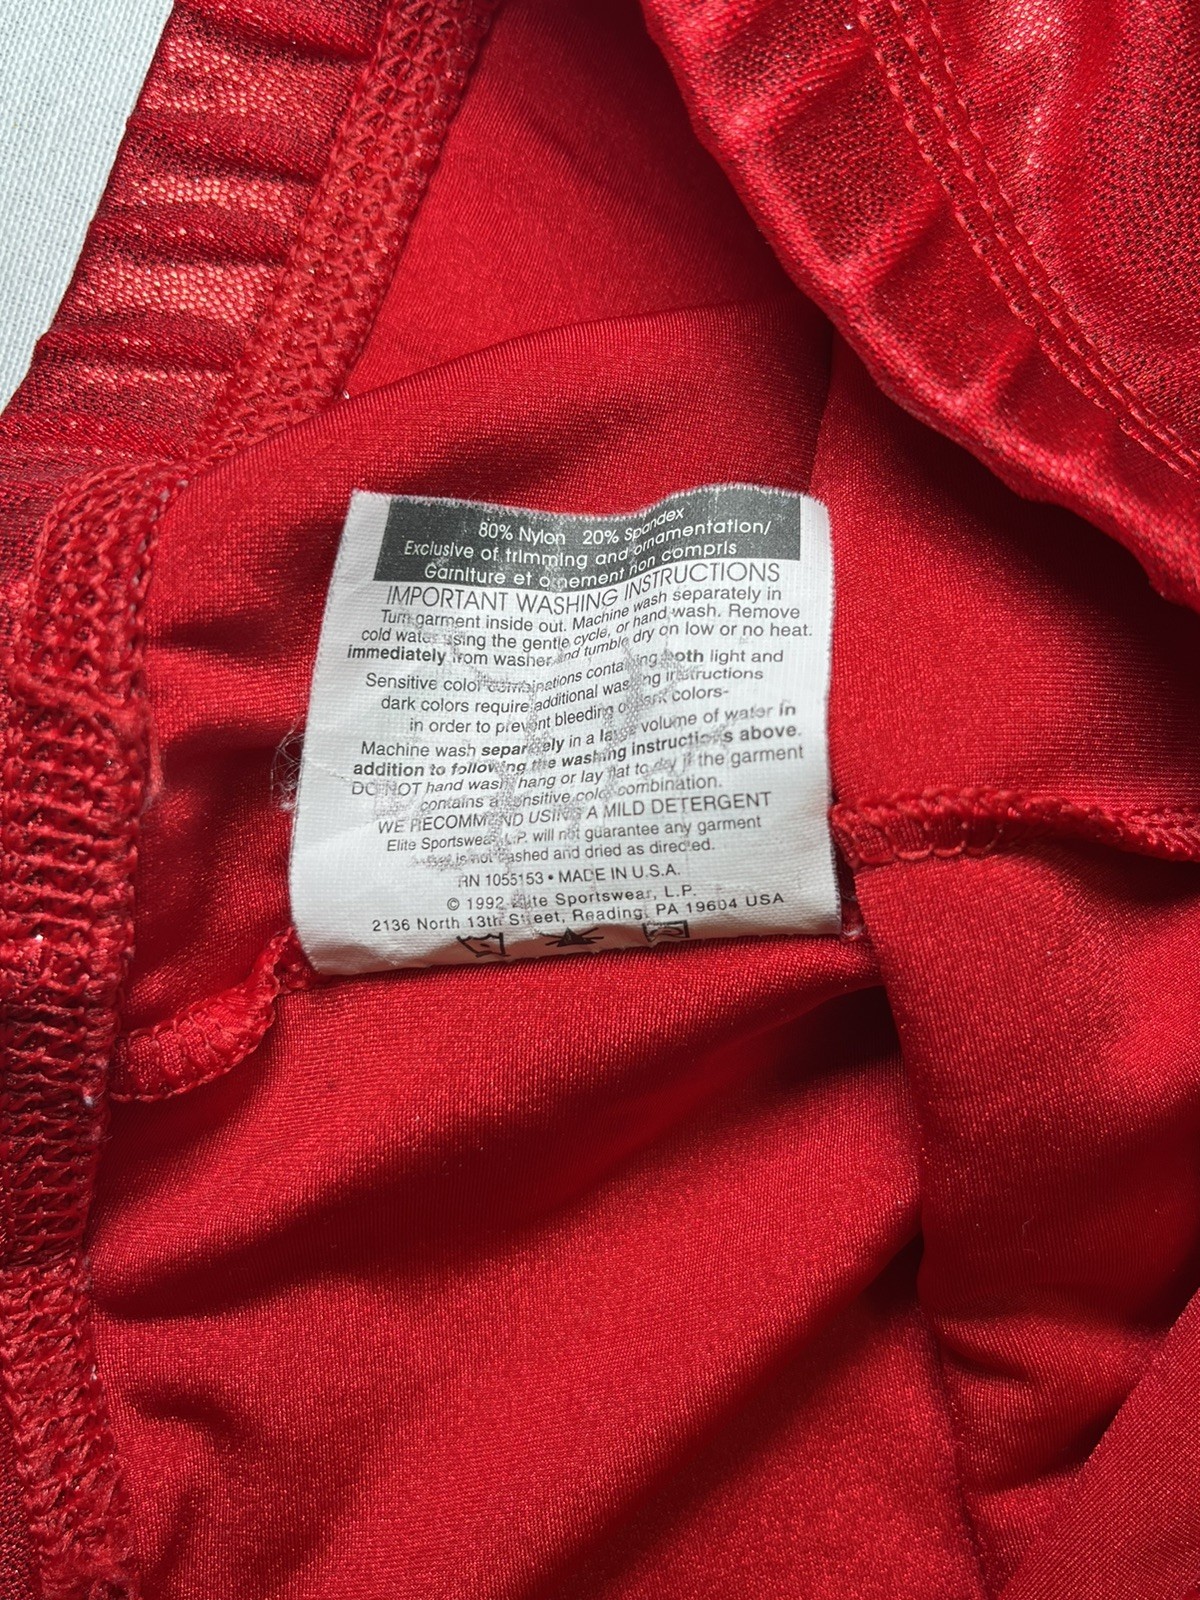 80% Nylon 20% Spandex
Exclusive of trimming and ornamentation/
Garniture et ornement non compris
IMPORTANT WASHING INSTRUCTIONS
Turn garment inside out. Machine wash separately in
cold water using the gentle cycle, or hand wash. Remove
immediately from washer and tumble dry on low or no heat.
Sensitive color combinations containing both light and
dark colors require additional washing instructions
in order to prevent bleeding of dark colors-
Machine wash separately in a large volume of water in
addition to following the washing instructions above.
DO NOT hand wash, hang or lay flat to dry if the garment
contains a sensitive color combination.
WE RECOMMEND USING A MILD DETERGENT
Elite Sportswear, L.P. will not guarantee any garment
that is not washed and dried as directed.
RN 1055153 • MADE IN U.S.A.
© 1992 Elite Sportswear, L.P.
2136 North 13th Street, Reading, PA 19604 USA